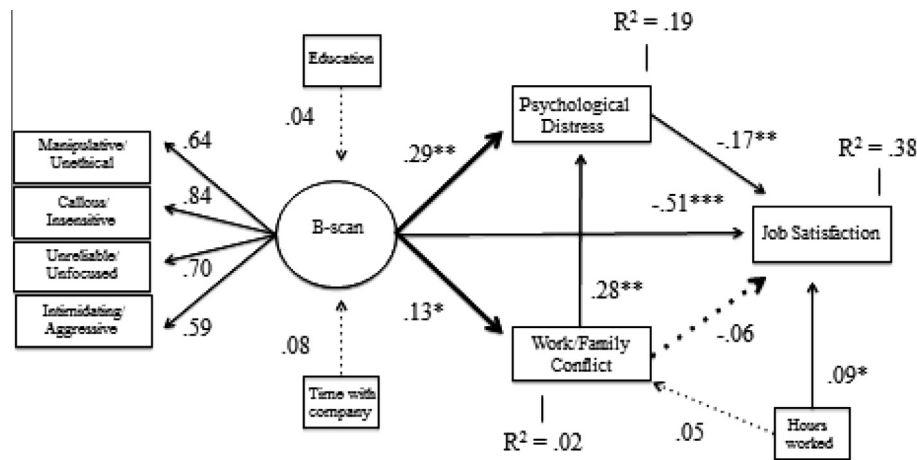 R² = .19
Education
.04
Psychological
Distress
.29**
-.17**
R² = .38
Manipulative/
Unethical
.64
Callous/
Insensitive
.84
B-scan
-.51***
Job Satisfaction
Unreliable/
Unfocused
.70
Intimidating/
Aggressive
.59
.13*
.28**
.08
Work/Family
Conflict
-.06
.09*
Time with
company
R² = .02
.05
Hours
worked